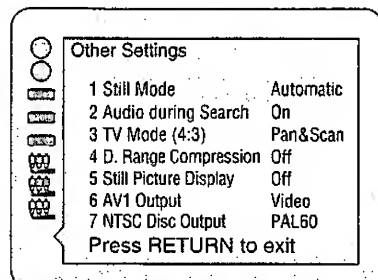 Other Settings
1 Still Mode Automatic
2 Audio during Search On
3 TV Mode (4:3) Pan&Scan
4 D. Range Compression Off
5 Still Picture Display Off
6 AV1 Output Video
7 NTSC Disc Output PAL60
Press RETURN to exit